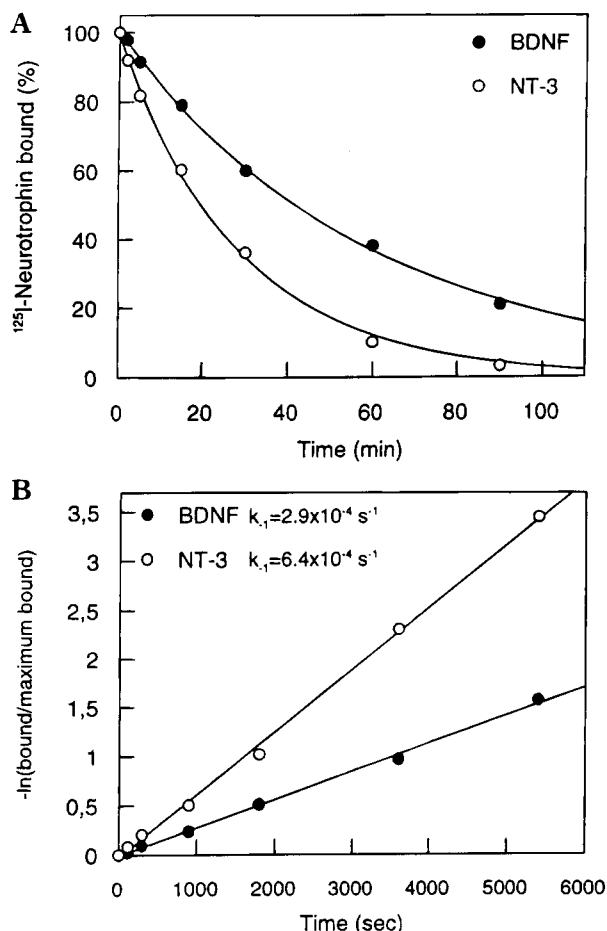 A
100
80
60
40
20
0
¹²⁵I-Neurotrophin bound (%)
● BDNF
○ NT-3
0 20 40 60 80 100
Time (min)
B
3,5
3
2,5
2
1,5
1
0,5
0
-ln(bound/maximum bound)
● BDNF k₋₁=2.9x10⁻⁴ s⁻¹
○ NT-3 k₋₁=6.4x10⁻⁴ s⁻¹
0 1000 2000 3000 4000 5000 6000
Time (sec)